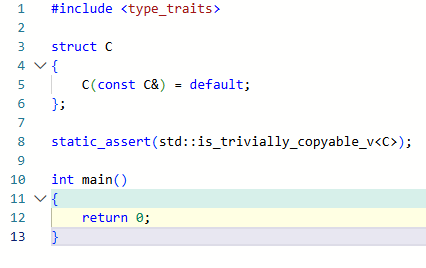 1 #include <type_traits>
2
3 struct C
4 {
5 C(const C&) = default;
6 };
7
8 static_assert(std::is_trivially_copyable_v<C>);
9
10 int main()
11 {
12 return 0;
13 }